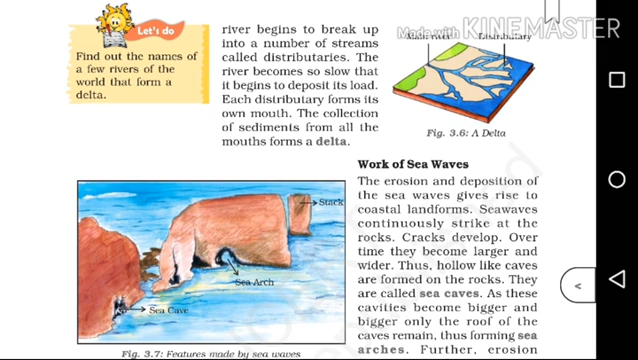 Made with KINEMASTER
Let's do
Find out the names of
a few rivers of the
world that form a
delta.
river begins to break up
into a number of streams
called distributaries. The
river becomes so slow that
it begins to deposit its load.
Each distributary forms its
own mouth. The collection
of sediments from all the
mouths forms a delta.
Distributary
Fig. 3.6: A Delta
Stack
Sea Arch
Sea Cave
Fig. 3.7: Features made by sea waves
Work of Sea Waves
The erosion and deposition of
the sea waves gives rise to
coastal landforms. Seawaves
continuously strike at the
rocks. Cracks develop. Over
time they become larger and
wider. Thus, hollow like caves
are formed on the rocks. They
are called sea caves. As these
cavities become bigger and
bigger only the roof of the
caves remain, thus forming sea
arches. Further, erosion